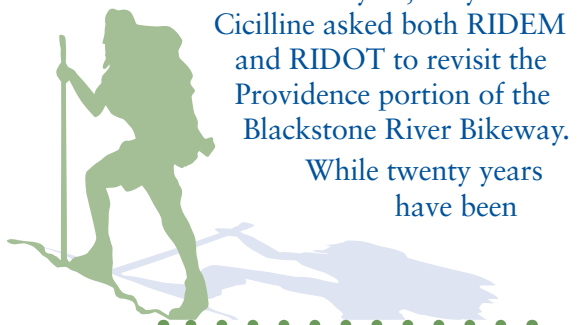 Cicilline asked both RIDEM
and RIDOT to revisit the
Providence portion of the
Blackstone River Bikeway.
While twenty years
have been